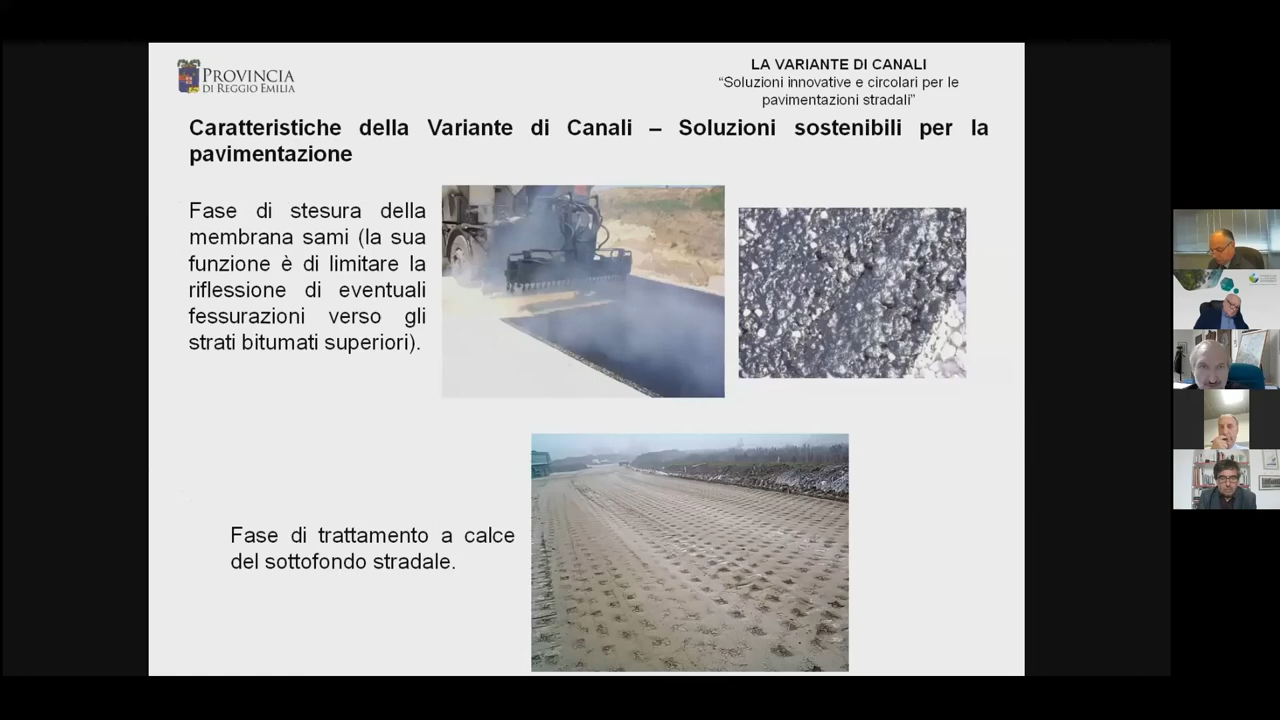 PROVINCIA
DI REGGIO EMILIA
LA VARIANTE DI CANALI
“Soluzioni innovative e circolari per le
pavimentazioni stradali”
Caratteristiche della Variante di Canali – Soluzioni sostenibili per la
pavimentazione
Fase di stesura della
membrana sami (la sua
funzione è di limitare la
riflessione di eventuali
fessurazioni verso gli
strati bitumati superiori).
Fase di trattamento a calce
del sottofondo stradale.